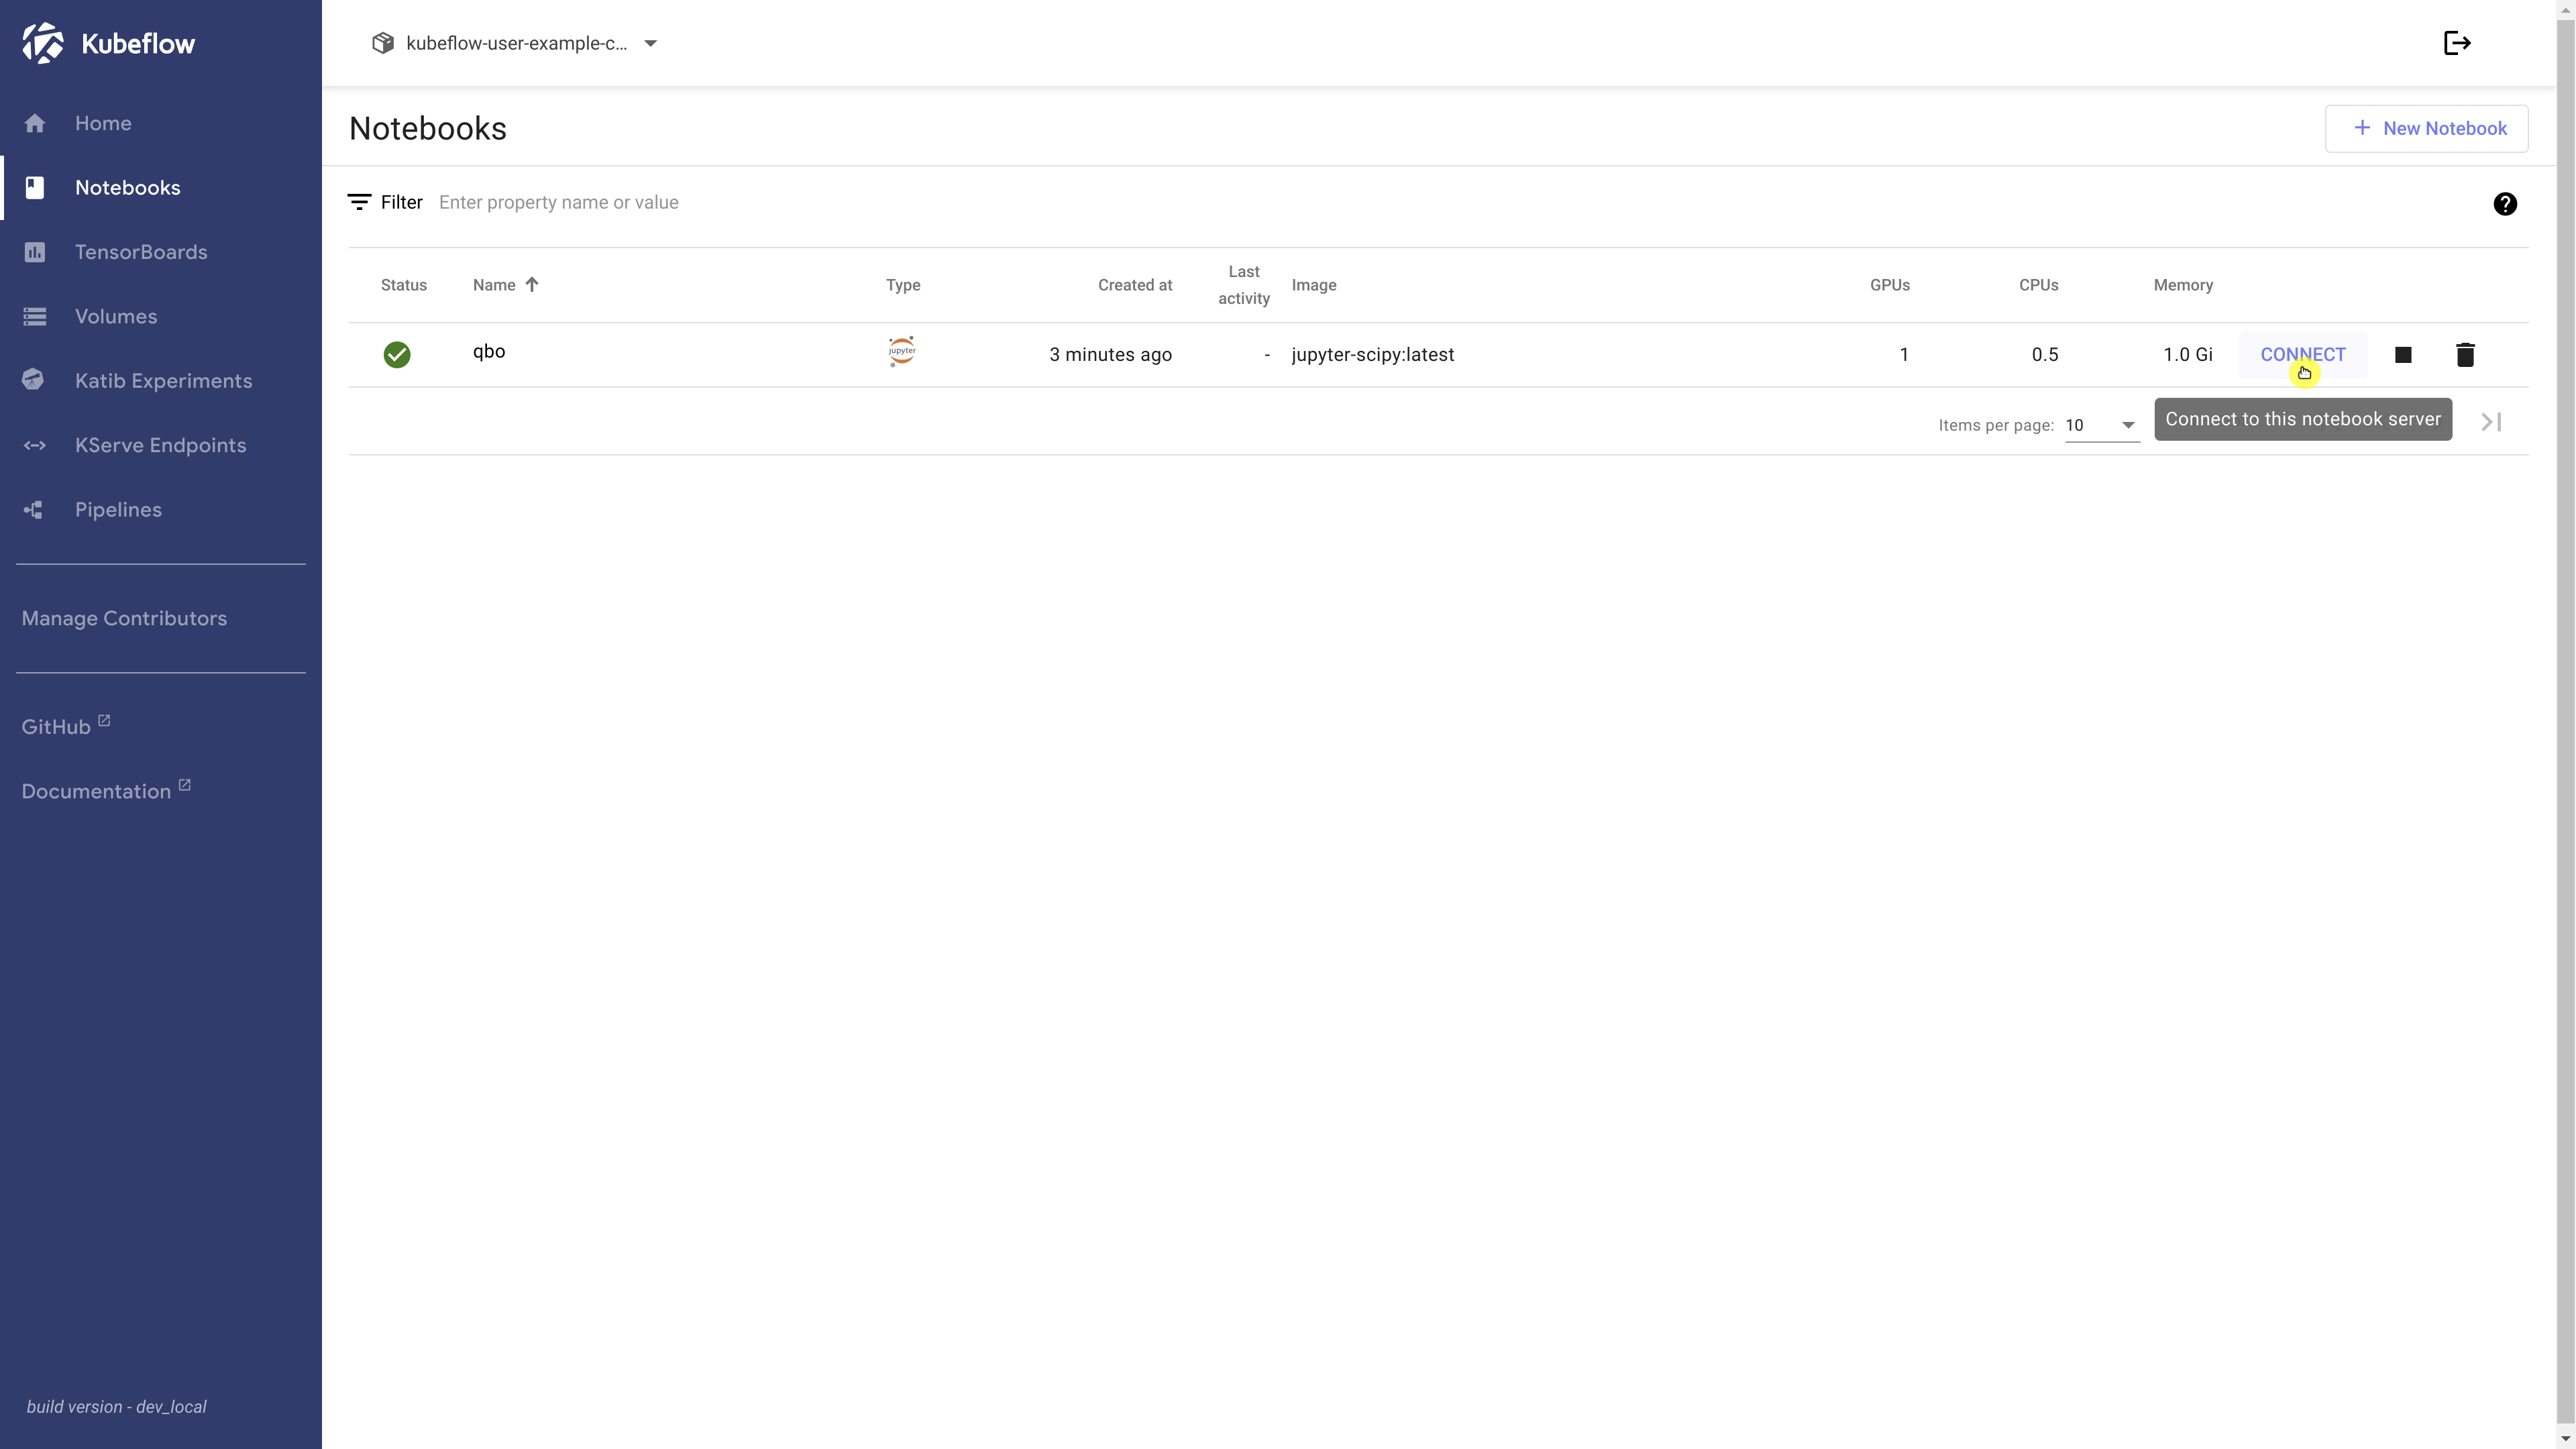 Kubeflow
kubeflow-user-example-c...
Home
Notebooks
TensorBoards
Volumes
Katib Experiments
KServe Endpoints
Pipelines
Manage Contributors
GitHub
Documentation
build version - dev_local
Notebooks
+ New Notebook
Filter Enter property name or value
?
Status Name Type Created at Last activity Image GPUs CPUs Memory
qbo jupyter 3 minutes ago - jupyter-scipy:latest 1 0.5 1.0 Gi CONNECT
Items per page: 10
Connect to this notebook server